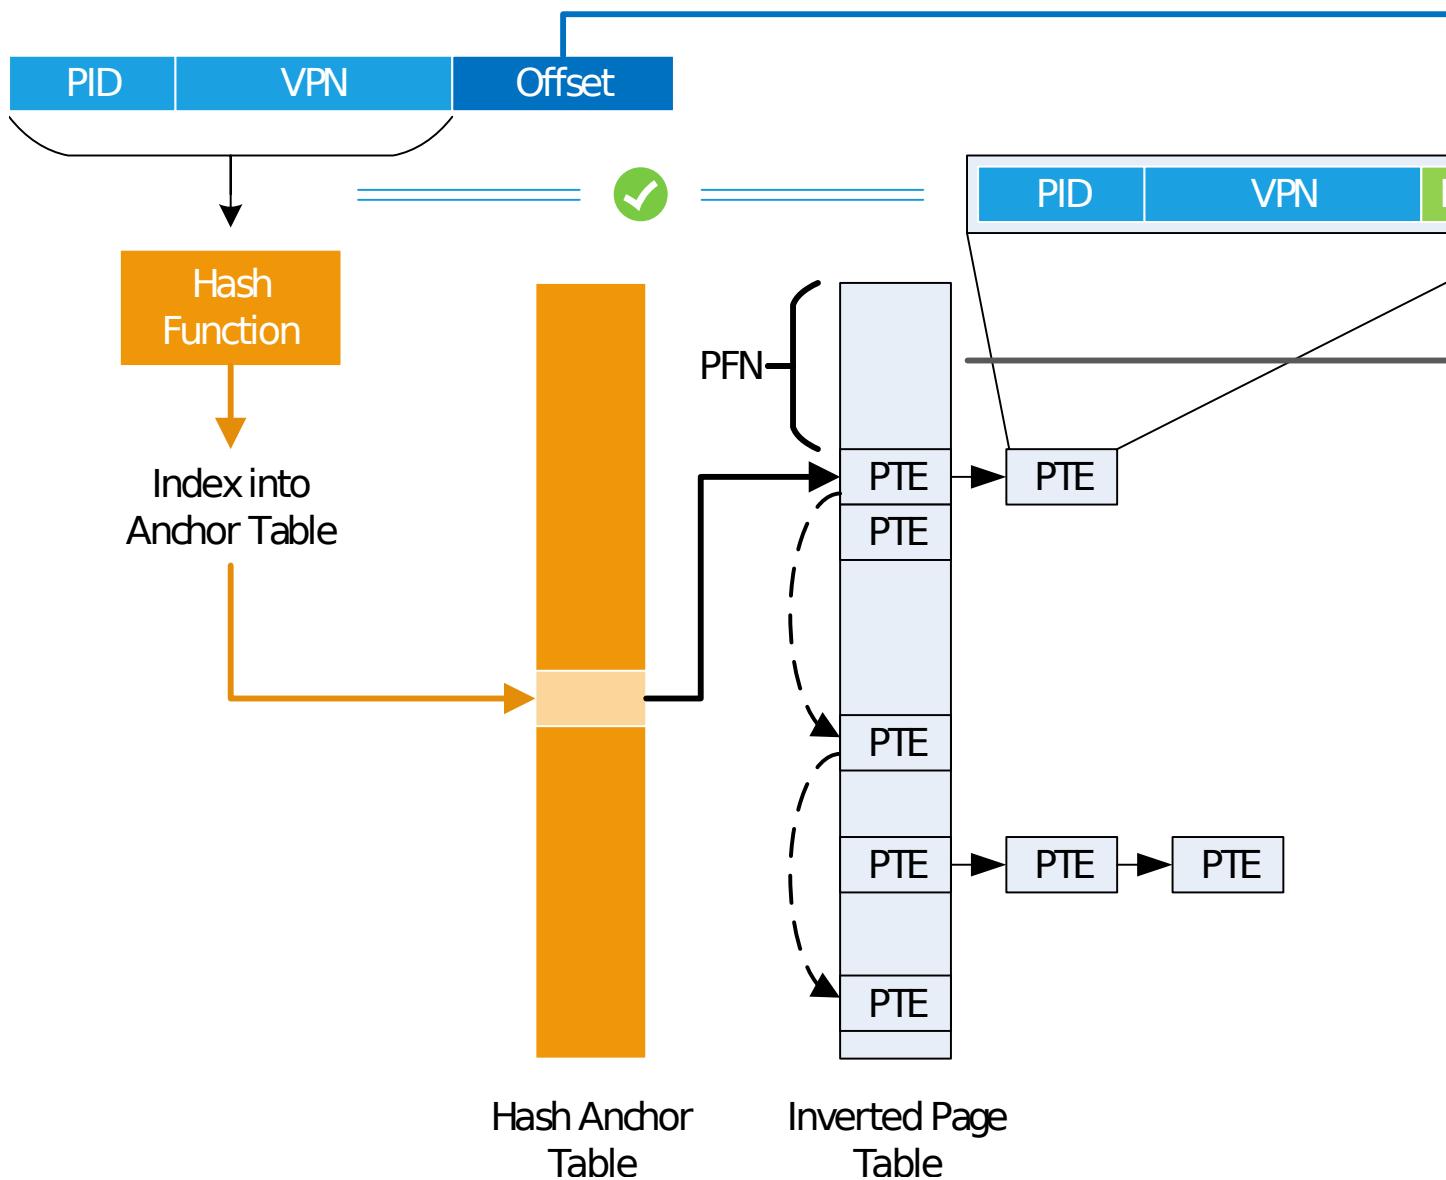 PID VPN Offset
PID VPN
Hash
Function
PFN
Index into
Anchor Table
PTE PTE
PTE
PTE
PTE PTE PTE
PTE
Hash Anchor
Table
Inverted Page
Table